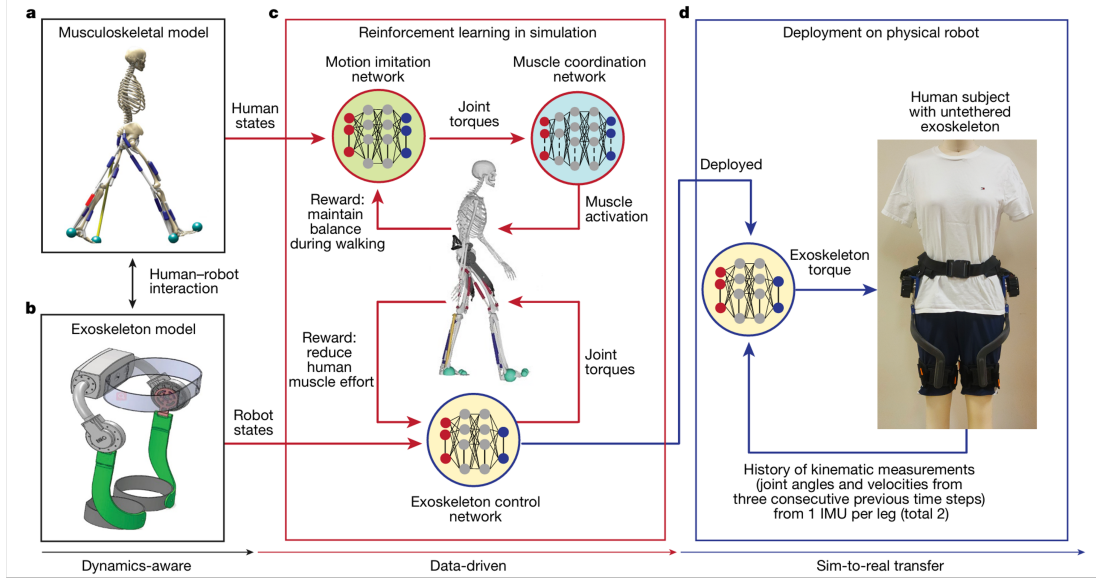 a
Musculoskeletal model
Human–robot
interaction
b
Exoskeleton model
Human
states
Robot
states
c
Reinforcement learning in simulation
Motion imitation
network
Joint
torques
Muscle coordination
network
Reward:
maintain
balance
during walking
Muscle
activation
Reward:
reduce
human
muscle effort
Joint
torques
Exoskeleton control
network
d
Deployment on physical robot
Deployed
Human subject
with untethered
exoskeleton
Exoskeleton
torque
History of kinematic measurements
(joint angles and velocities from
three consecutive previous time steps)
from 1 IMU per leg (total 2)
Dynamics-aware
Data-driven
Sim-to-real transfer